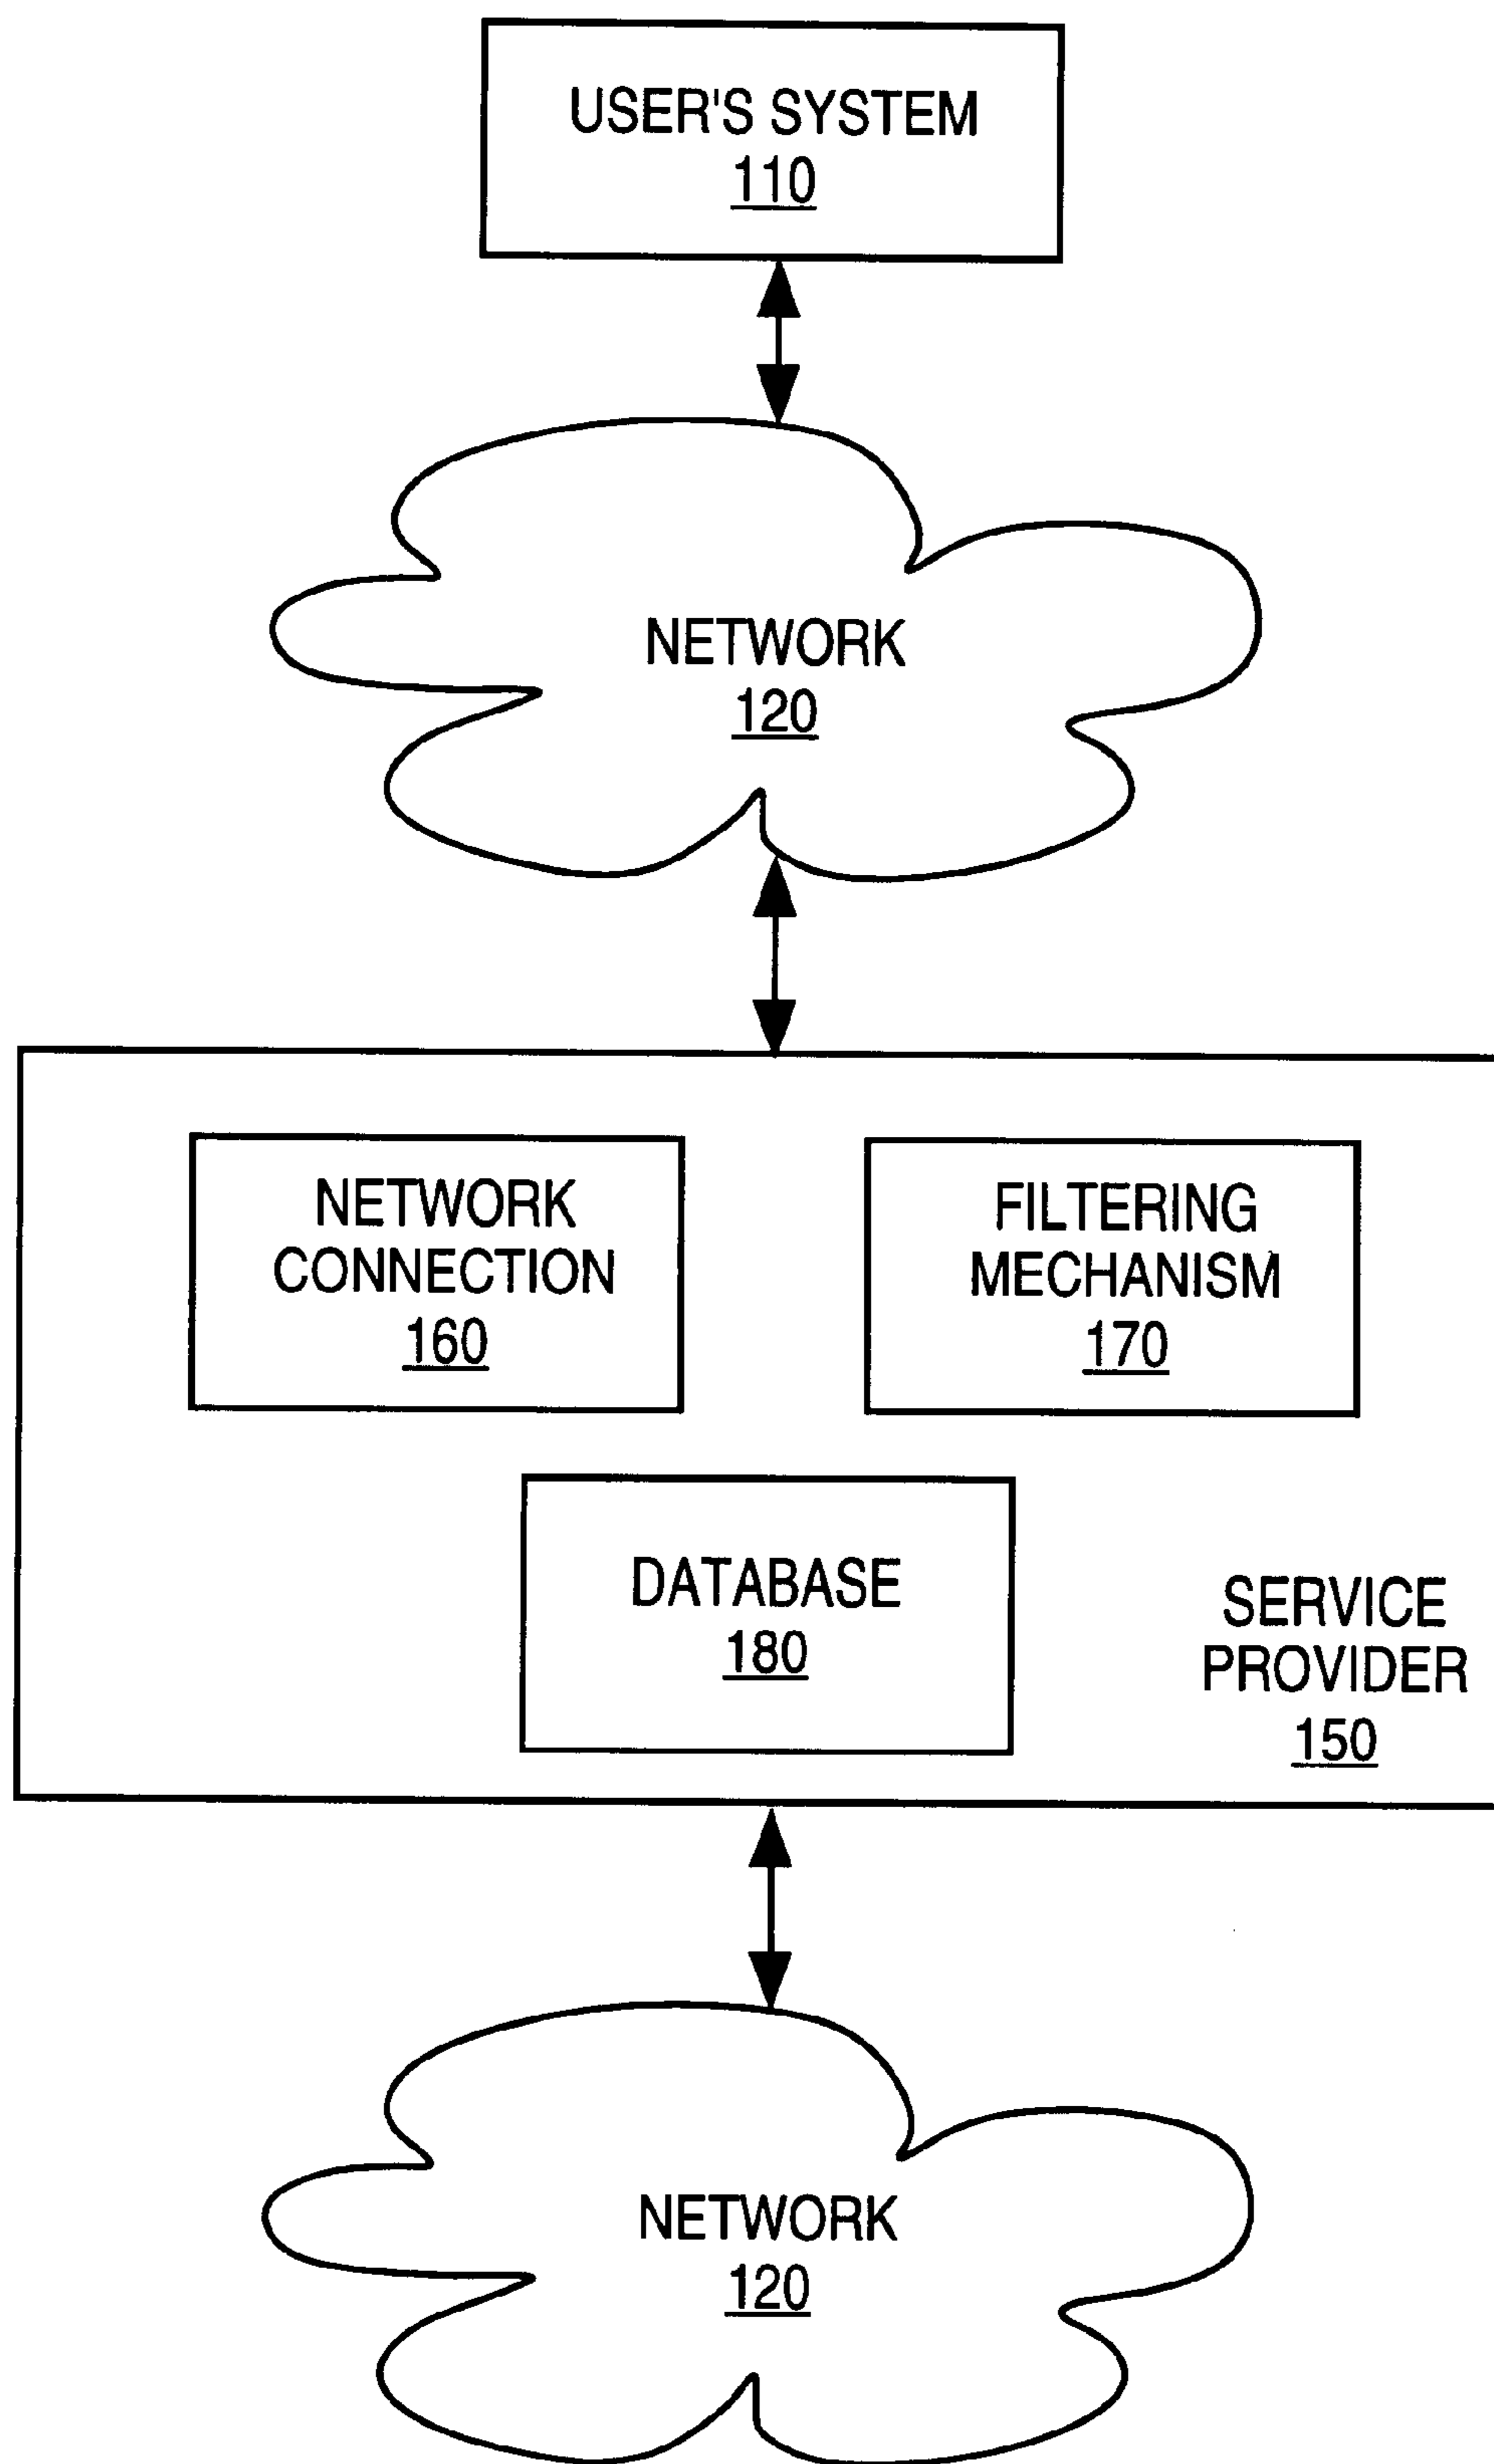 USER'S SYSTEM
110
NETWORK
120
NETWORK
CONNECTION
160
FILTERING
MECHANISM
170
DATABASE
180
SERVICE
PROVIDER
150
NETWORK
120